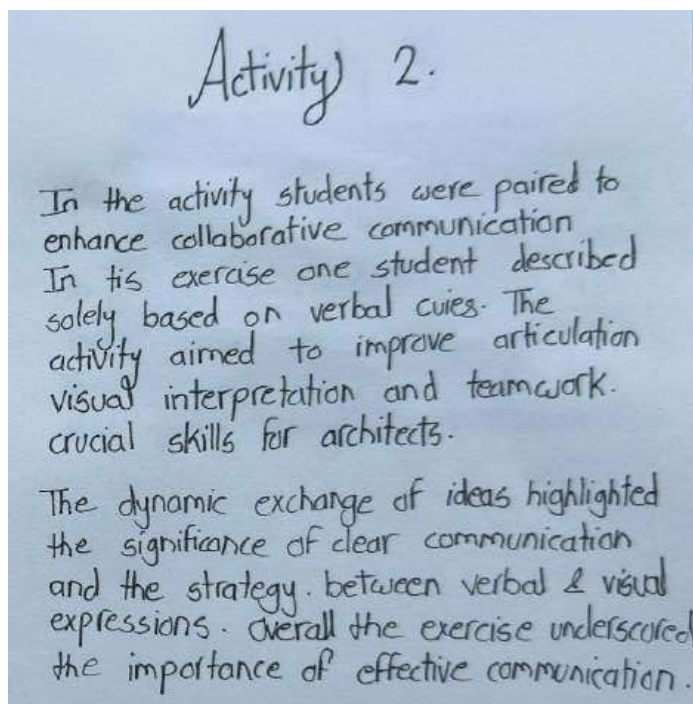 Activity 2.
In the activity students were paired to
enhance collaborative communication
In tis exercise one student described
solely based on verbal cuies. The
activity aimed to improve articulation
visual interpretation and teamwork.
crucial skills for architects.
The dynamic exchange of ideas highlighted
the significance of clear communication
and the strategy. between verbal & visual
expressions. Overall the exercise underscored
the importance of effective communication.